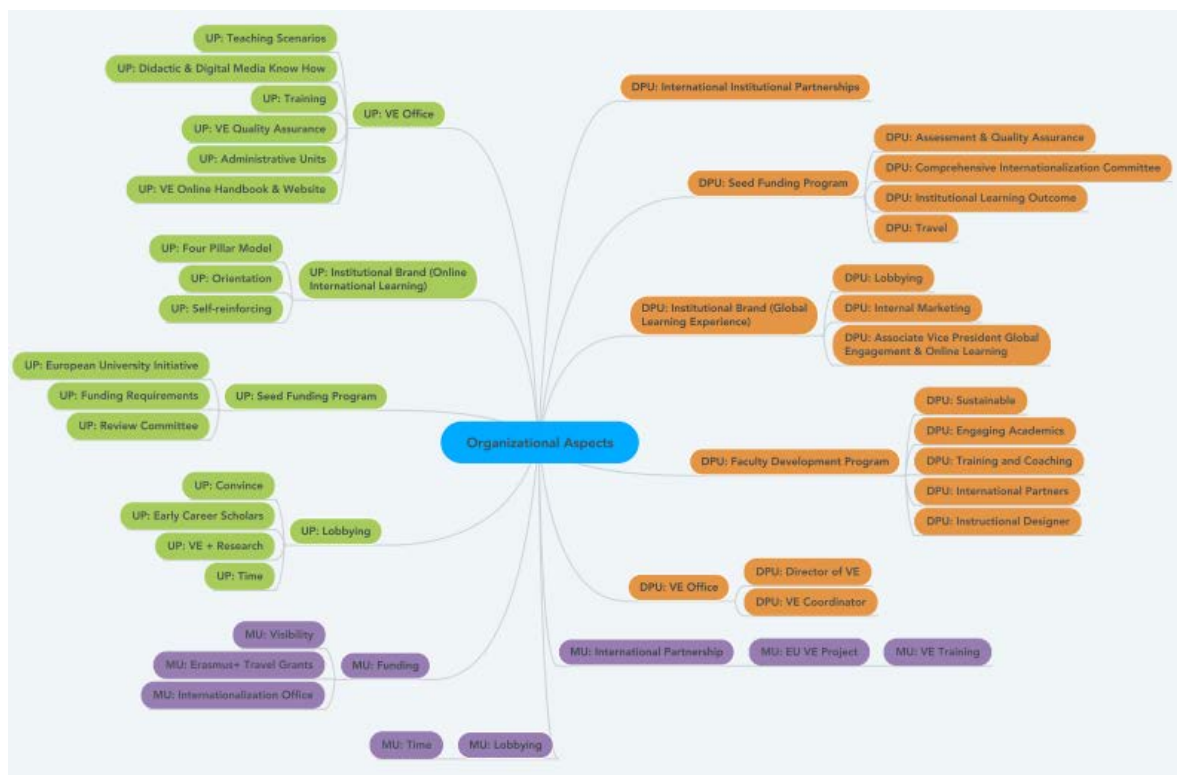 UP: Teaching Scenarios
UP: Didactic & Digital Media Know How
UP: Training
UP: VE Quality Assurance
UP: Administrative Units
UP: VE Online Handbook & Website
UP: VE Office
UP: Four Pillar Model
UP: Orientation
UP: Self-reinforcing
UP: Institutional Brand (Online
International Learning)
UP: European University Initiative
UP: Funding Requirements
UP: Review Committee
UP: Seed Funding Program
UP: Convince
UP: Early Career Scholars
UP: VE + Research
UP: Time
UP: Lobbying
MU: Visibility
MU: Erasmus+ Travel Grants
MU: Internationalization Office
MU: Funding
MU: Time
MU: Lobbying
Organizational Aspects
DPU: International Institutional Partnerships
DPU: Seed Funding Program
DPU: Assessment & Quality Assurance
DPU: Comprehensive Internationalization Committee
DPU: Institutional Learning Outcome
DPU: Travel
DPU: Institutional Brand (Global
Learning Experience)
DPU: Lobbying
DPU: Internal Marketing
DPU: Associate Vice President Global
Engagement & Online Learning
DPU: Faculty Development Program
DPU: Sustainable
DPU: Engaging Academics
DPU: Training and Coaching
DPU: International Partners
DPU: Instructional Designer
DPU: VE Office
DPU: Director of VE
DPU: VE Coordinator
MU: International Partnership
MU: EU VE Project
MU: VE Training